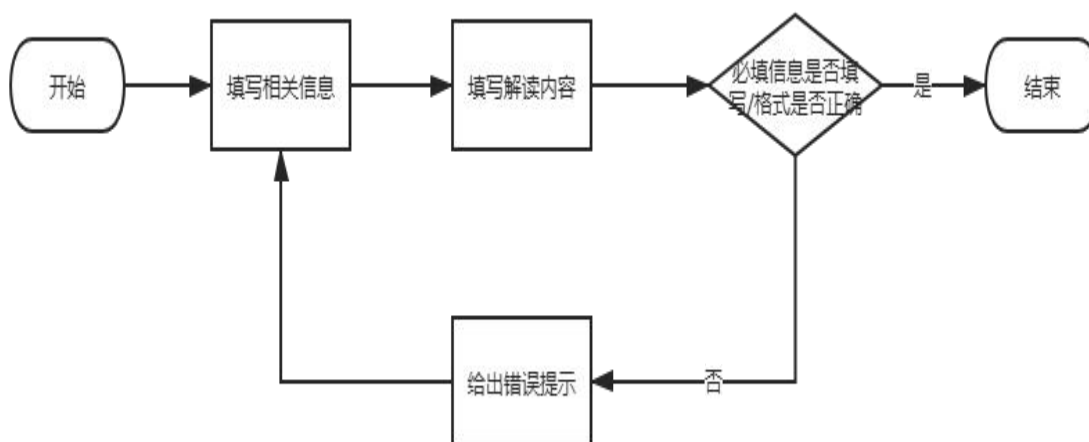 开始
填写相关信息
填写解读内容
必填信息是否填
写/格式是否正确
是
结束
给出错误提示
否